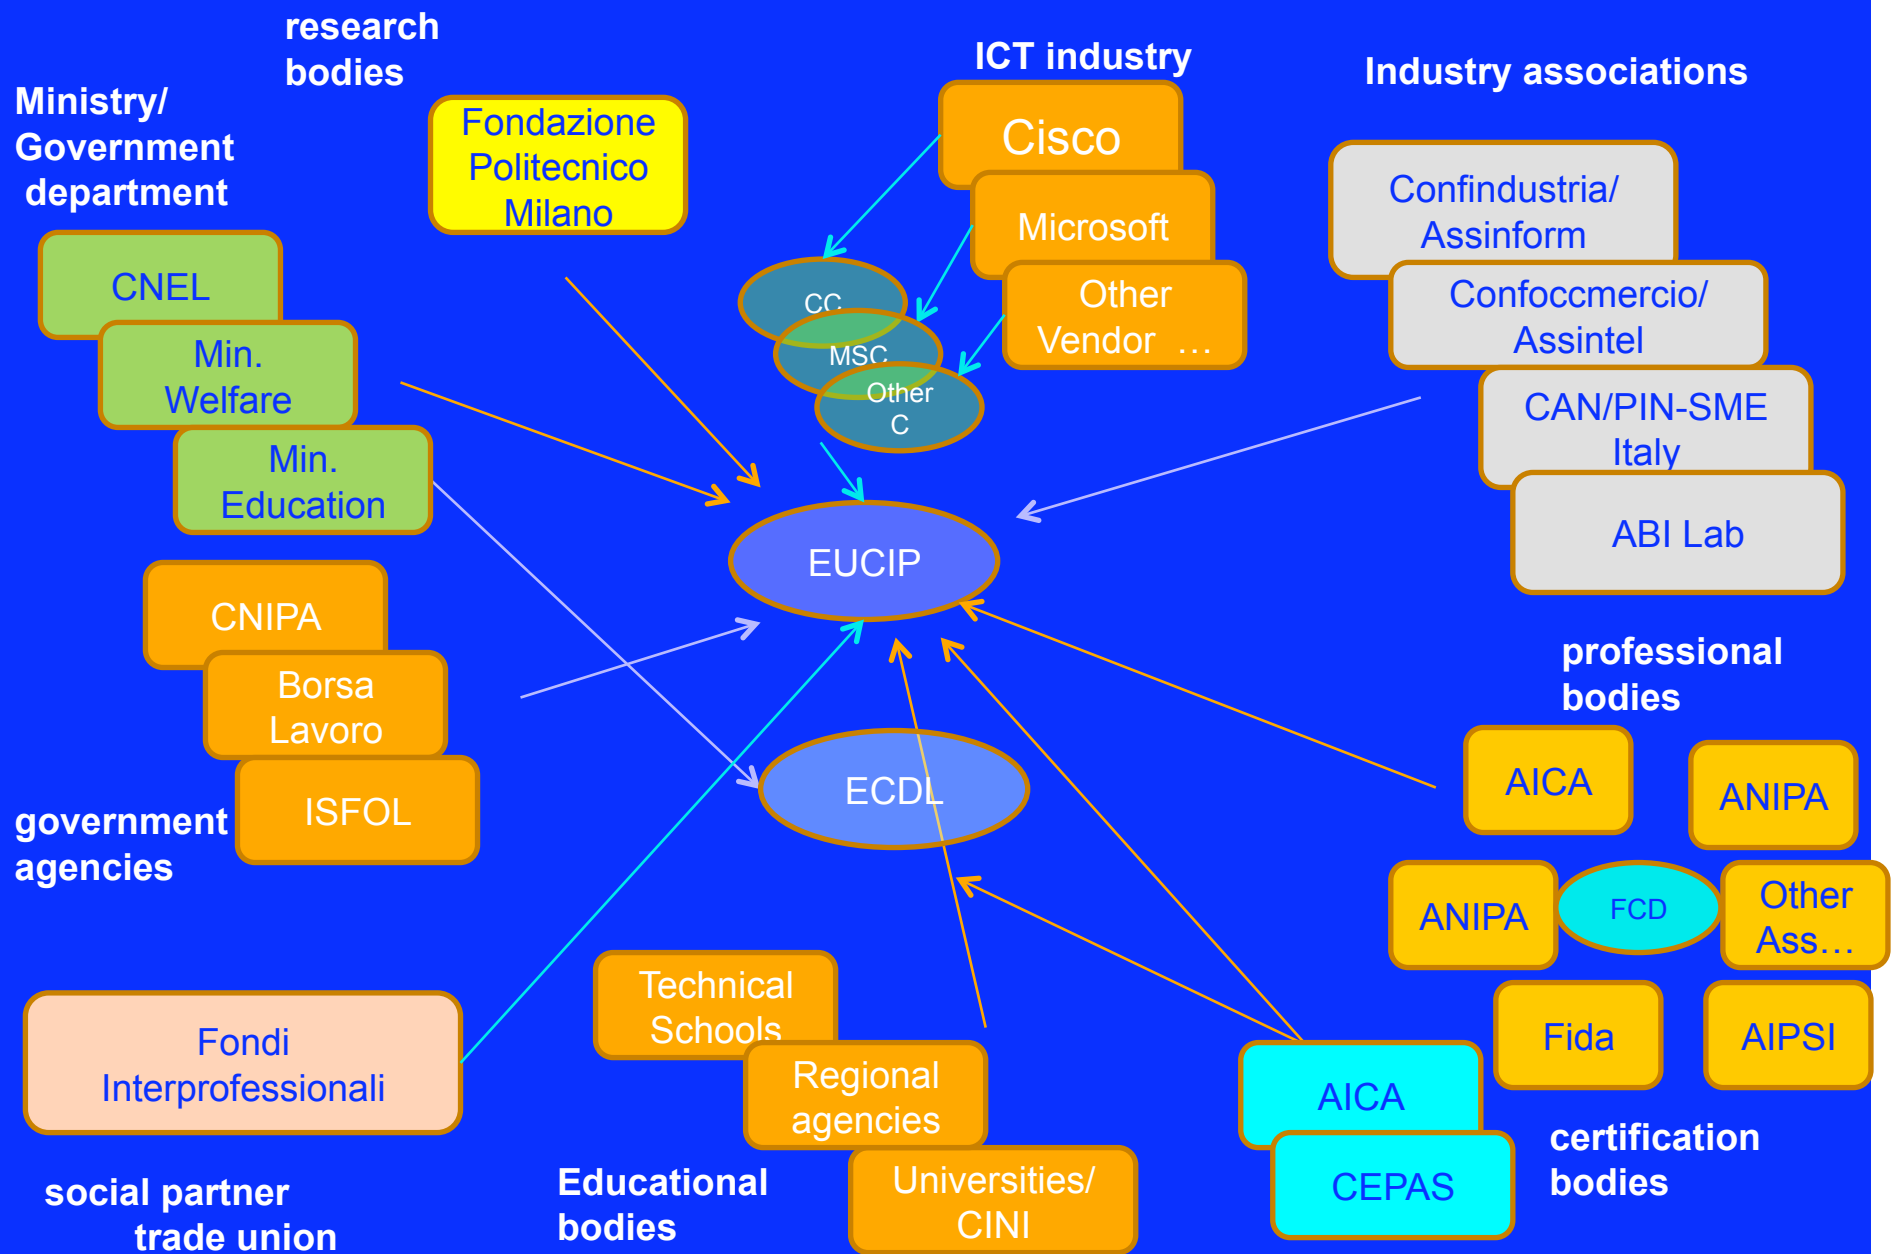 research
bodies
ICT industry
Industry associations
Ministry/
Government
department
Fondazione
Politecnico
Milano
Cisco
Microsoft
Other
Vendor …
Confindustria/
Assinform
Confoccmercio/
Assintel
CAN/PIN-SME
Italy
ABI Lab
CNEL
Min.
Welfare
Min.
Education
CC
MSC
Other
C
EUCIP
CNIPA
Borsa
Lavoro
ISFOL
government
agencies
ECDL
professional
bodies
AICA
ANIPA
ANIPA
FCD
Other
Ass…
Fida
AIPSI
Technical
Schools
Regional
agencies
Universities/
CINI
Educational
bodies
Fondi
Interprofessionali
social partner
trade union
AICA
CEPAS
certification
bodies